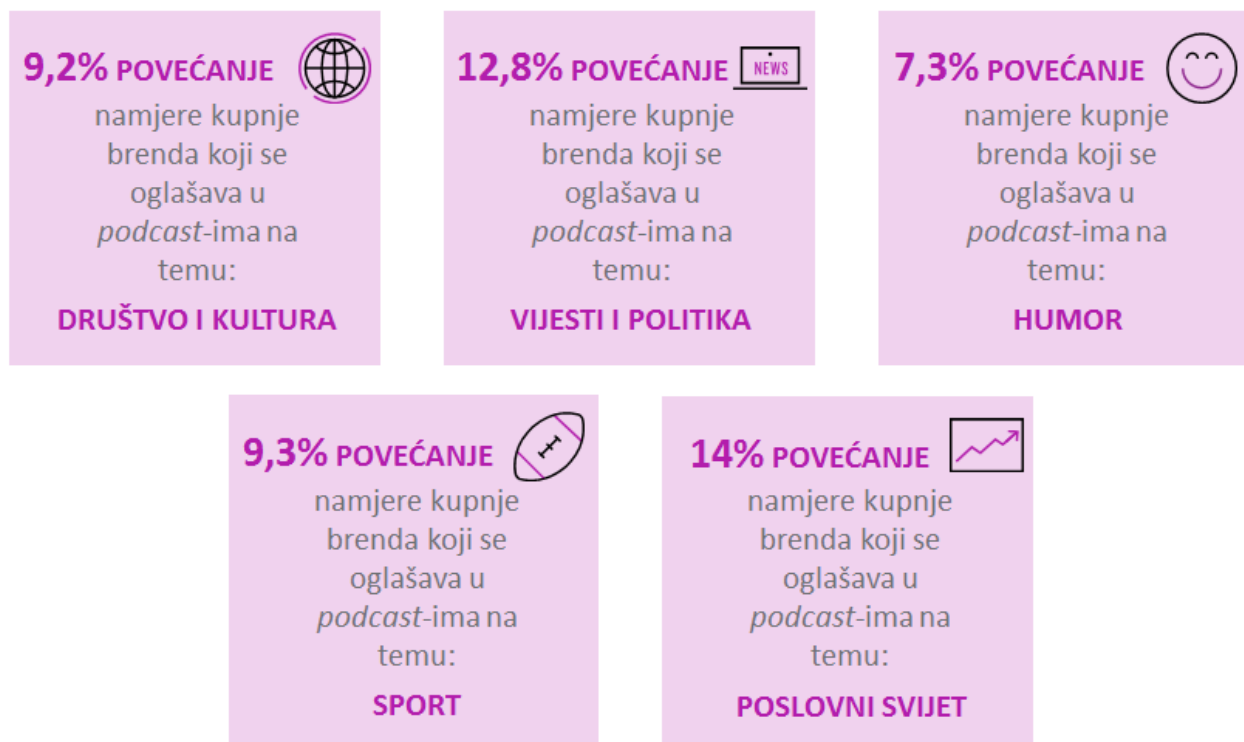 9,2% POVEĆANJE
namjere kupnje
brenda koji se
oglašava u
podcast-ima na
temu:
DRUŠTVO I KULTURA
12,8% POVEĆANJE
NEWS
namjere kupnje
brenda koji se
oglašava u
podcast-ima na
temu:
VIJESTI I POLITIKA
7,3% POVEĆANJE
namjere kupnje
brenda koji se
oglašava u
podcast-ima na
temu:
HUMOR
9,3% POVEĆANJE
namjere kupnje
brenda koji se
oglašava u
podcast-ima na
temu:
SPORT
14% POVEĆANJE
namjere kupnje
brenda koji se
oglašava u
podcast-ima na
temu:
POSLOVNI SVIJET